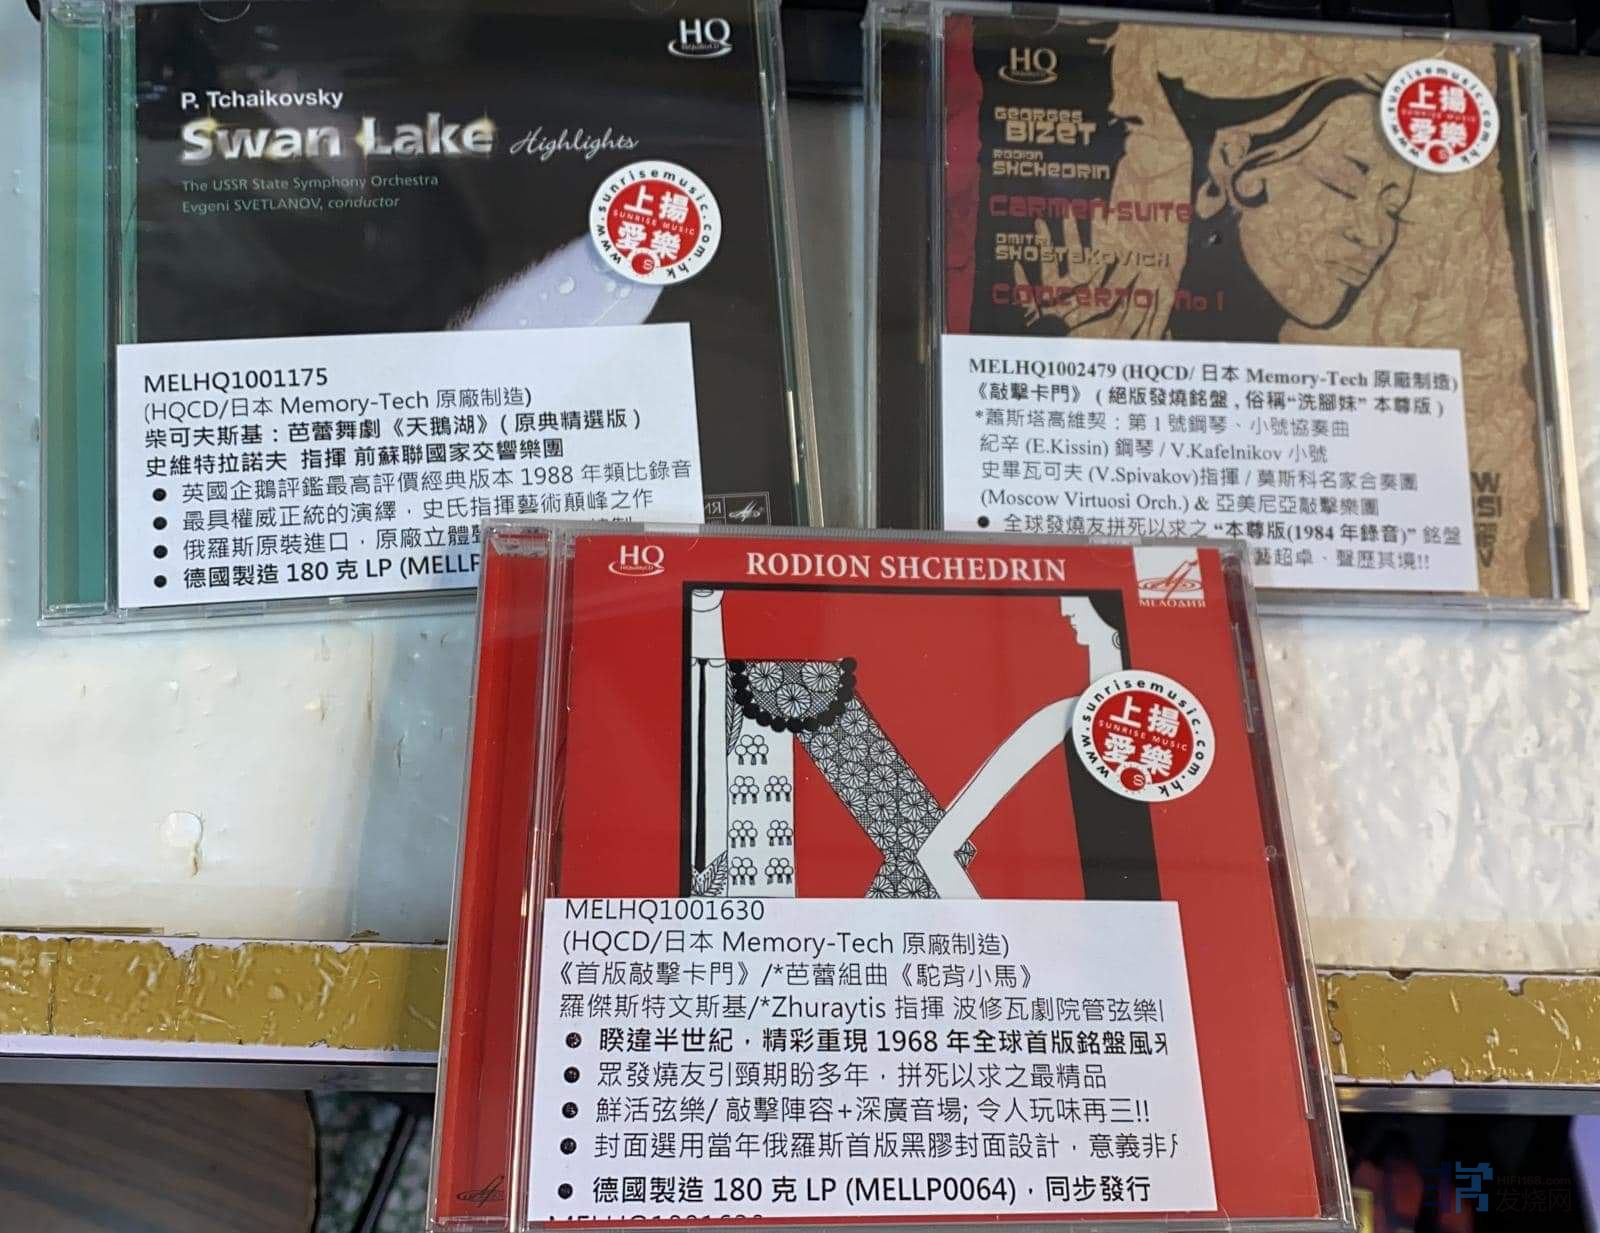 HQ
P. Tchaikovsky
Swan Lake Highlights
The USSR State Symphony Orchestra
Evgeni SVETLANOV, conductor
www.sunrisemusic.com.hk
上揚
SUNRISE MUSIC
愛樂
MELHQ1001175
(HQCD/日本 Memory-Tech 原廠制造)
柴可夫斯基：芭蕾舞劇《天鵝湖》( 原典精選版 )
史維特拉諾夫 指揮 前蘇聯國家交響樂團
● 英國企鵝評鑑最高評價經典版本 1988 年類比錄音
● 最具權威正統的演繹，史氏指揮藝術顛峰之作
● 俄羅斯原裝進口，原廠立體聲
● 德國製造 180 克 LP (MELLP
HQ
GEORGES
BIZET
RODION
SHCHEDRIN
CARMEN-SUITE
DMITRI
SHOSTAKOVICH
CONCERTO No 1
www.sunrisemusic.com.hk
上揚
SUNRISE MUSIC
愛樂
MELHQ1002479 (HQCD/ 日本 Memory-Tech 原廠制造)
《敲擊卡門》 ( 絕版發燒銘盤 , 俗稱“洗腳妹” 本尊版 )
*蕭斯塔高維契：第 1 號鋼琴、小號協奏曲
紀辛 (E.Kissin) 鋼琴 / V.Kafelnikov 小號
史畢瓦可夫 (V.Spivakov)指揮 / 莫斯科名家合奏團
(Moscow Virtuosi Orch.) & 亞美尼亞敲擊樂團
● 全球發燒友拼死以求之 “本尊版(1984 年錄音)” 銘盤
藝超卓、聲歷其境!!
HQ
RODION SHCHEDRIN
МЕЛОДИЯ
www.sunrisemusic.com.hk
上揚
SUNRISE MUSIC
愛樂
MELHQ1001630
(HQCD/日本 Memory-Tech 原廠制造)
《首版敲擊卡門》/*芭蕾組曲《駝背小馬》
羅傑斯特文斯基/*Zhuraytis 指揮 波修瓦劇院管弦樂
● 睽違半世紀，精彩重現 1968 年全球首版銘盤風
● 眾發燒友引頸期盼多年，拼死以求之最精品
● 鮮活弦樂/ 敲擊陣容+深廣音場; 令人玩味再三!!
● 封面選用當年俄羅斯首版黑膠封面設計，意義非
● 德國製造 180 克 LP (MELLP0064)，同步發行
HIFI168.com
发烧网